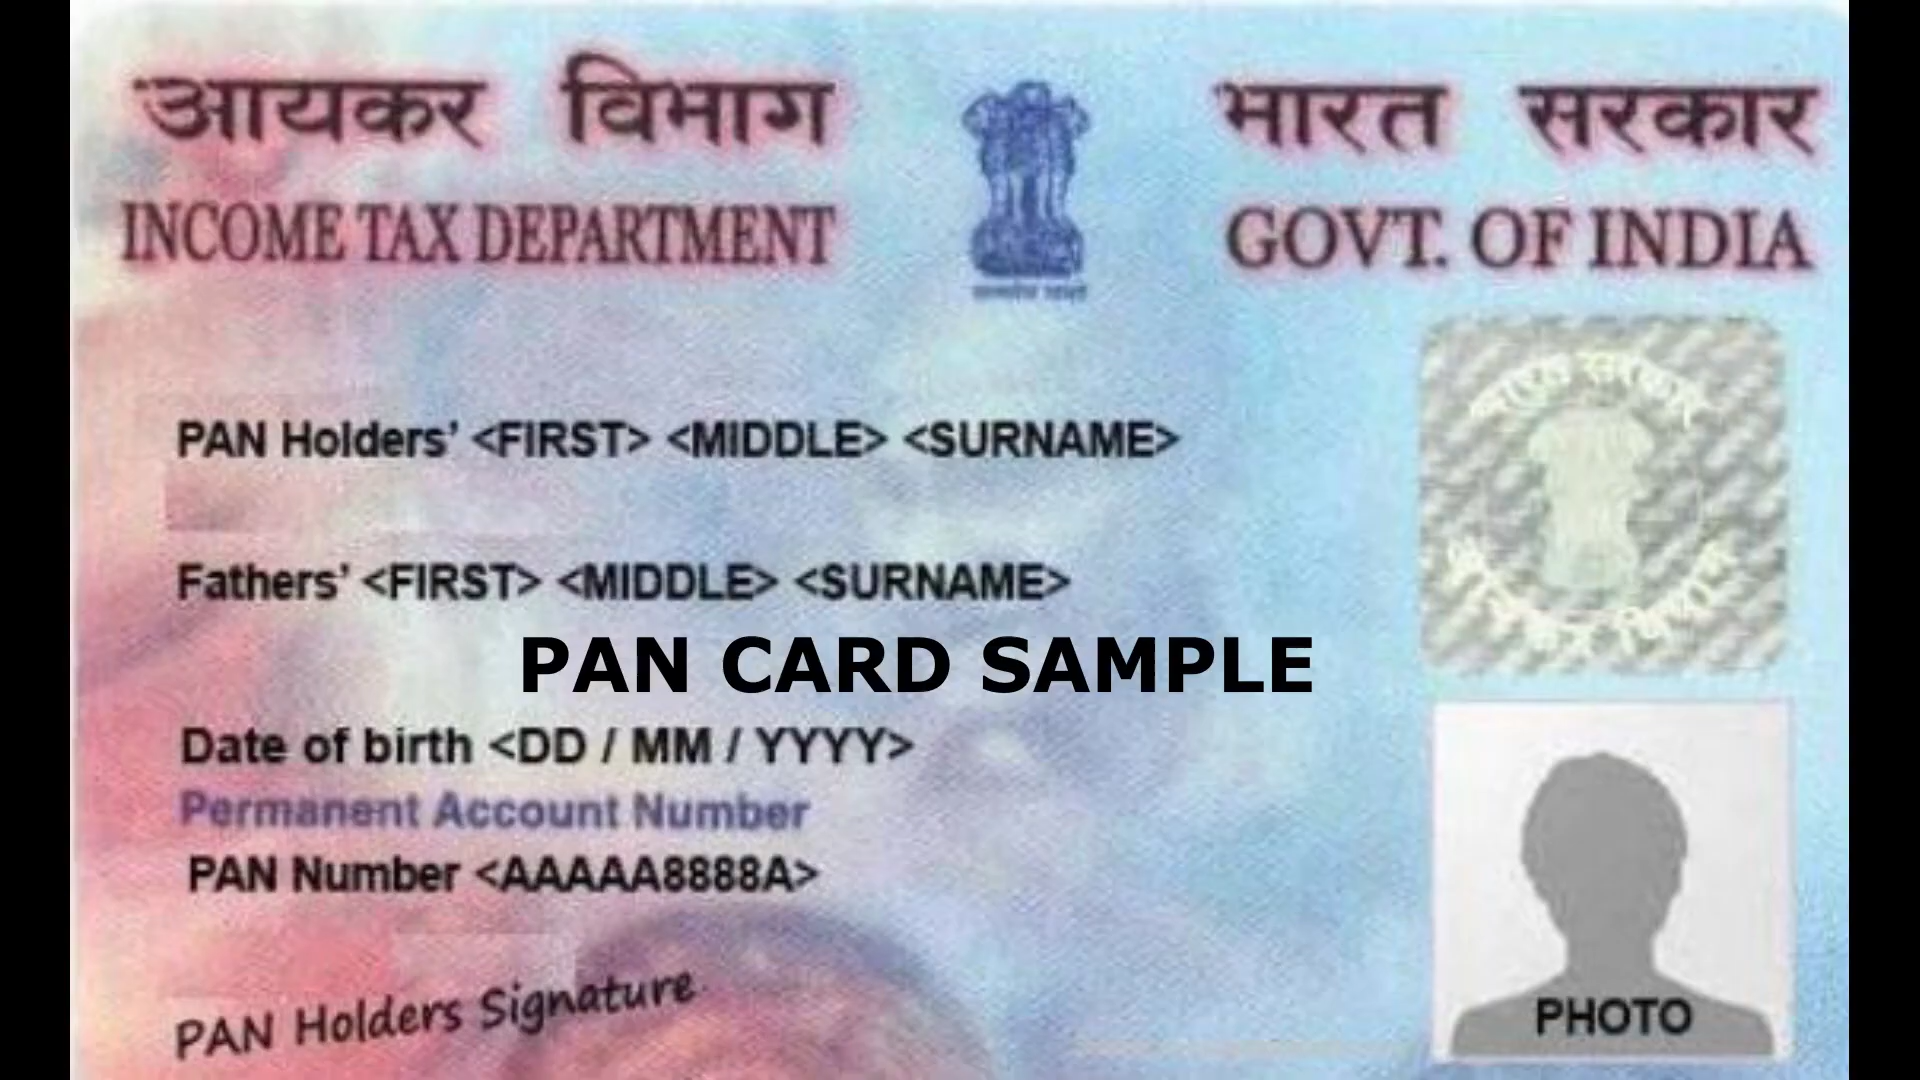 आयकर विभाग
भारत सरकार
INCOME TAX DEPARTMENT
GOVT. OF INDIA
PAN Holders’ <FIRST> <MIDDLE> <SURNAME>
Fathers’ <FIRST> <MIDDLE> <SURNAME>
PAN CARD SAMPLE
Date of birth <DD / MM / YYYY>
Permanent Account Number
PAN Number <AAAAA8888A>
PAN Holders Signature
PHOTO